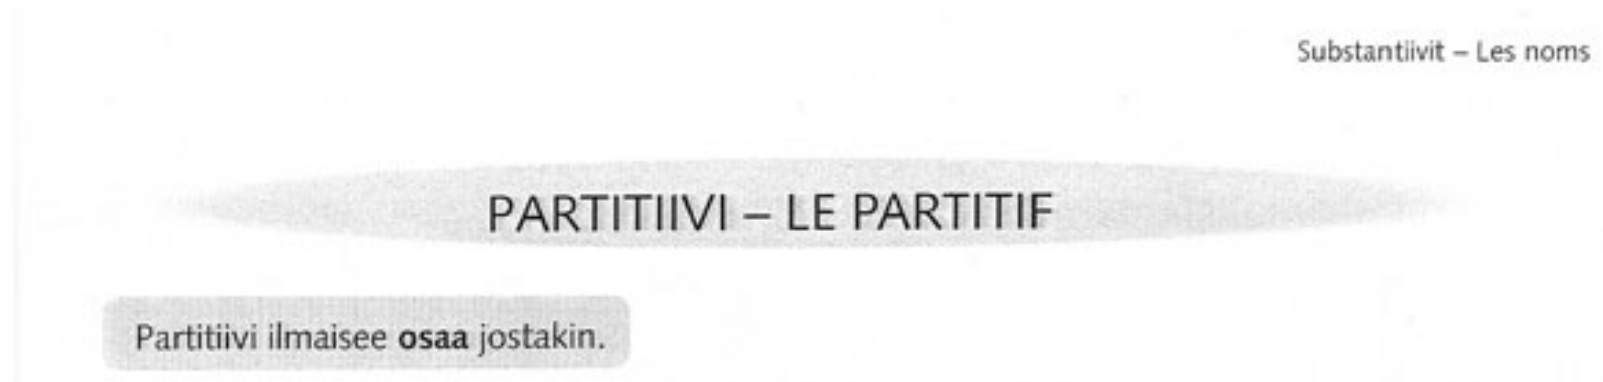 Substantiivit – Les noms
PARTITIIVI – LE PARTITIF
Partitiivi ilmaisee osaa jostakin.